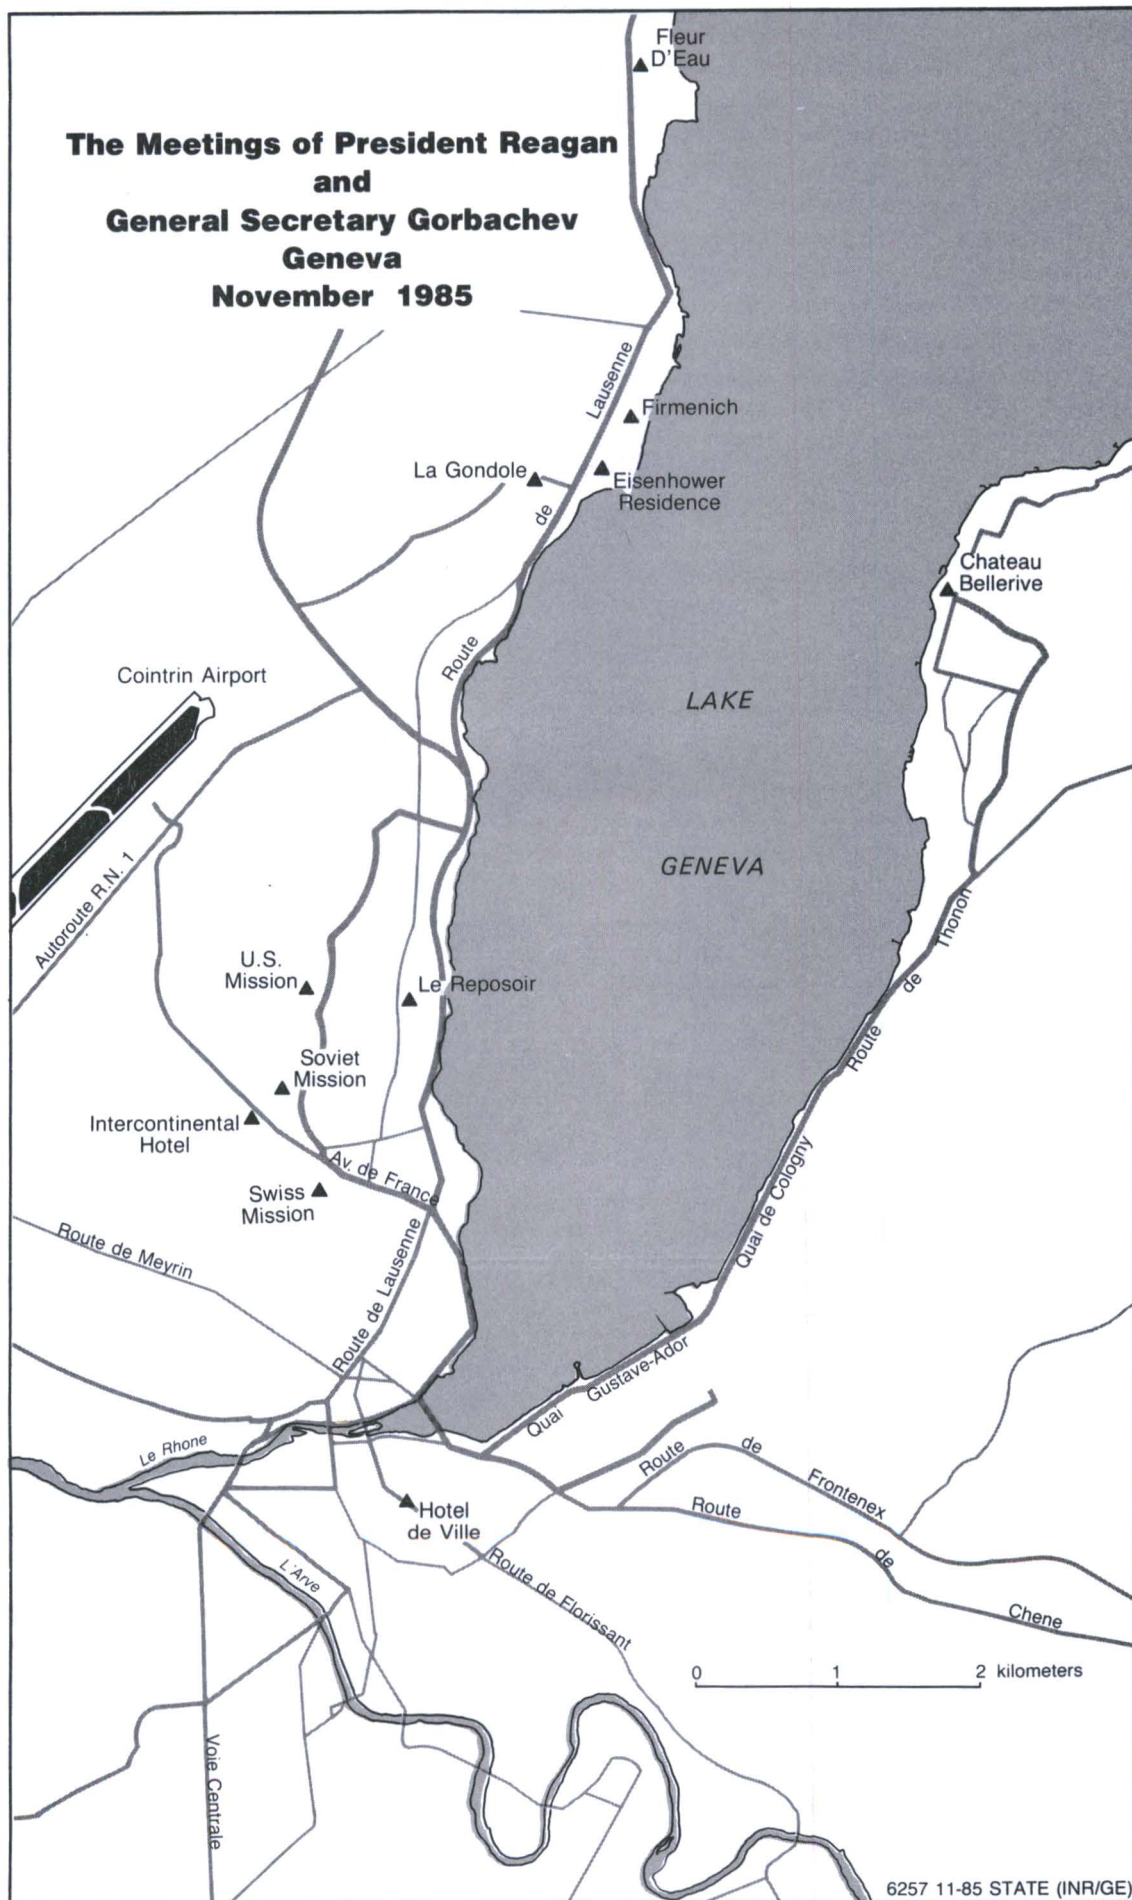 Fleur
D'Eau
The Meetings of President Reagan
and
General Secretary Gorbachev
Geneva
November 1985
Lausenne
Firmenich
La Gondole
Eisenhower
Residence
de
Chateau
Bellerive
Route
Cointrin Airport
LAKE
GENEVA
Autoroute R.N. 1
Thonon
de
Route
U.S.
Mission
Le Reposoir
Soviet
Mission
Intercontinental
Hotel
Av. de France
Swiss
Mission
Quai de Cologny
Route de Meyrin
Route de Lausenne
Gustave-Ador
Quai
Le Rhone
Route
de
Frontenex
Hotel
de Ville
Route
de
Chene
L'Arve
Route de Florissant
0 1 2 kilometers
Voie Centrale
6257 11-85 STATE (INR/GE)